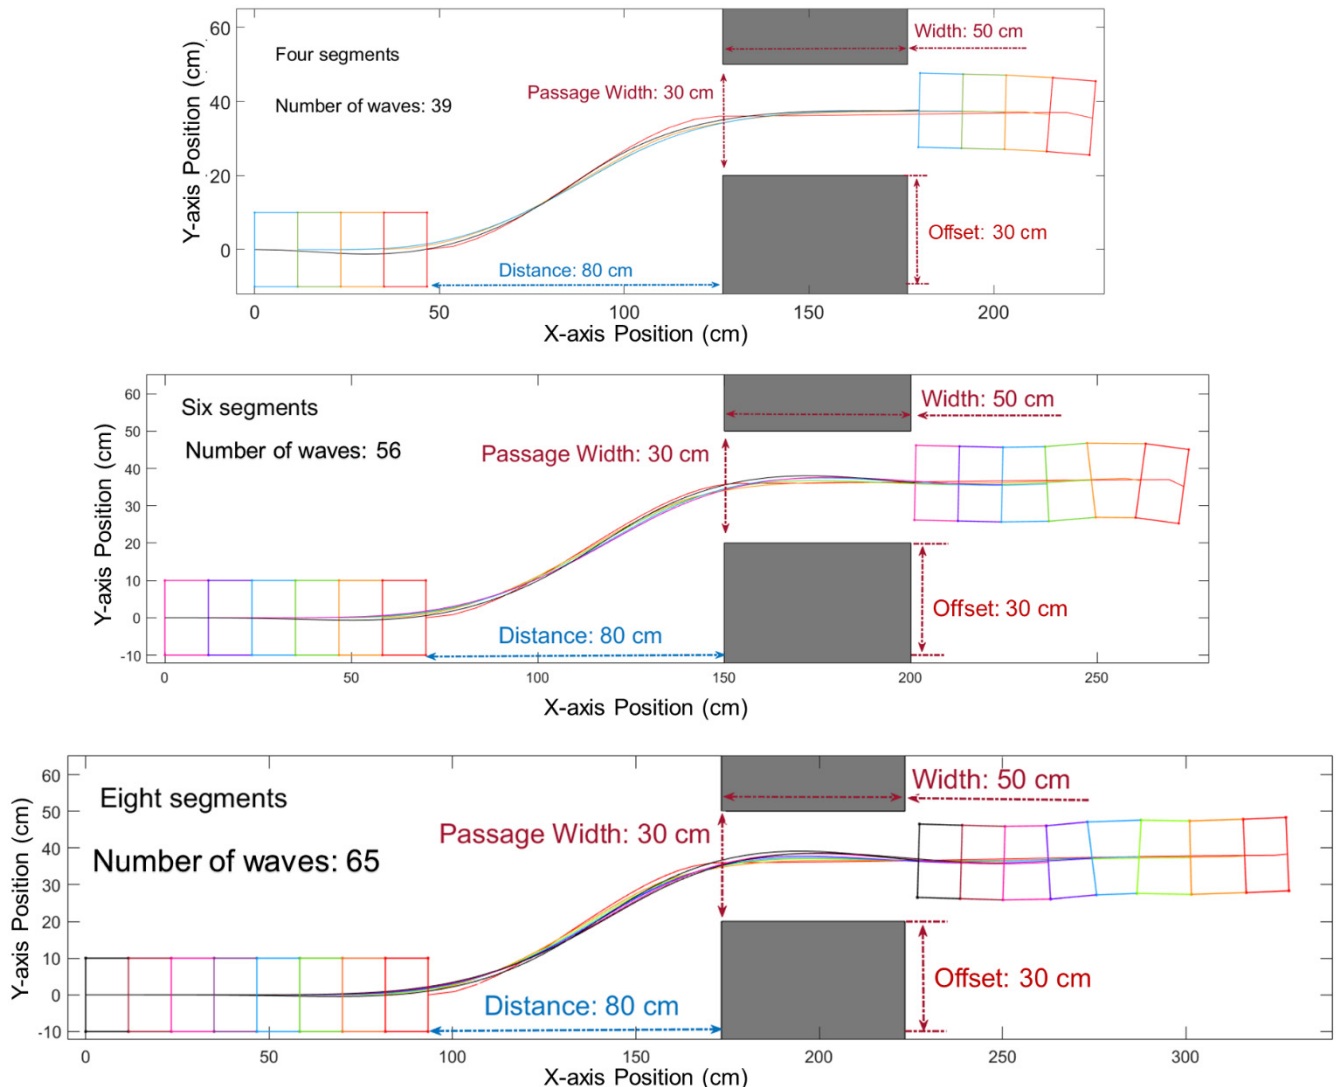 60
Four segments
Width: 50 cm
Number of waves: 39
Passage Width: 30 cm
40
Y-axis Position (cm)
20
Offset: 30 cm
0
Distance: 80 cm
0 50 100 150 200
X-axis Position (cm)
60
Six segments
Width: 50 cm
50
Number of waves: 56
Passage Width: 30 cm
40
30
Y-axis Position (cm)
20
10
Offset: 30 cm
0
Distance: 80 cm
-10
0 50 100 150 200 250
X-axis Position (cm)
60
Eight segments
Width: 50 cm
50
Passage Width: 30 cm
40
Number of waves: 65
30
Y-axis Position (cm)
20
10
Offset: 30 cm
0
Distance: 80 cm
-10
0 50 100 150 200 250 300
X-axis Position (cm)